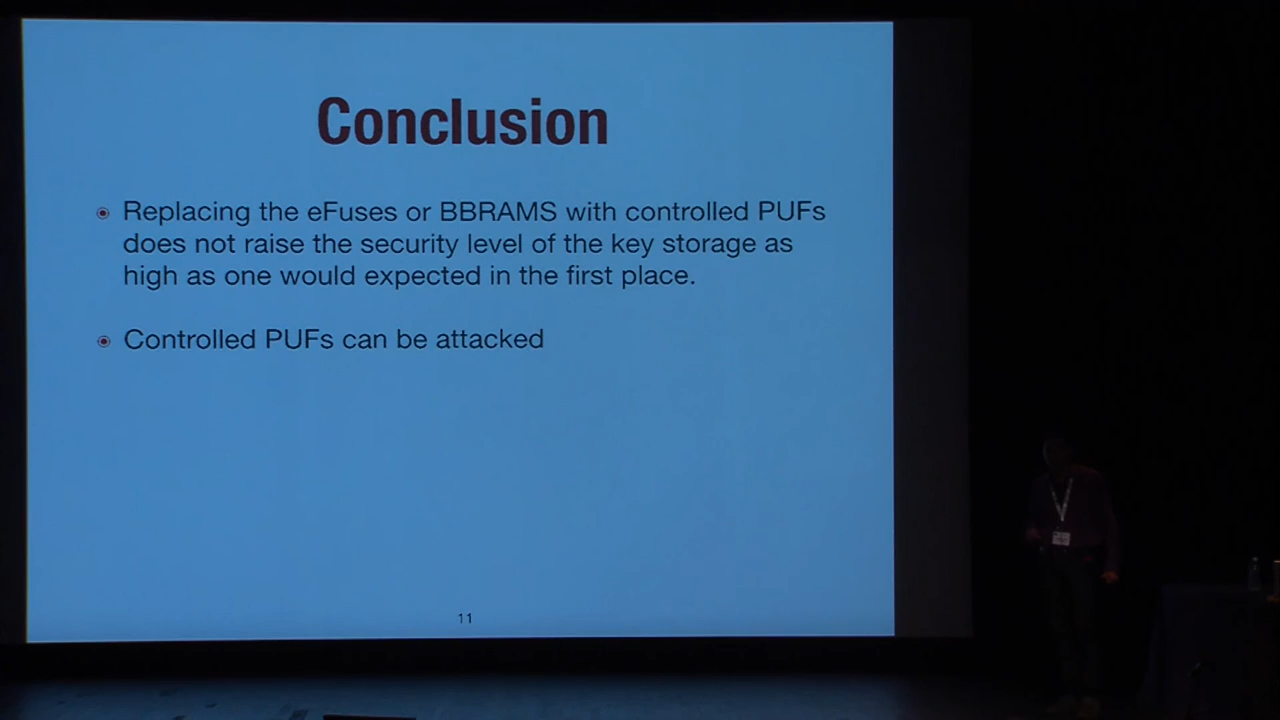 Conclusion
Replacing the eFuses or BBRAMS with controlled PUFs
does not raise the security level of the key storage as
high as one would expected in the first place.
Controlled PUFs can be attacked
11